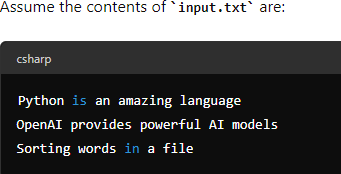 Assume the contents of `input.txt` are:
csharp
Python is an amazing language
OpenAI provides powerful AI models
Sorting words in a file